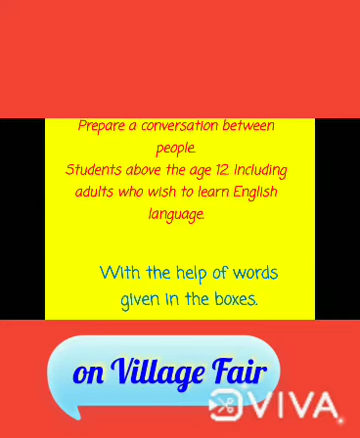 Prepare a conversation between
people.
Students above the age 12. Including
adults who wish to learn English
language.
With the help of words
given in the boxes.
on Village Fair
VIVA